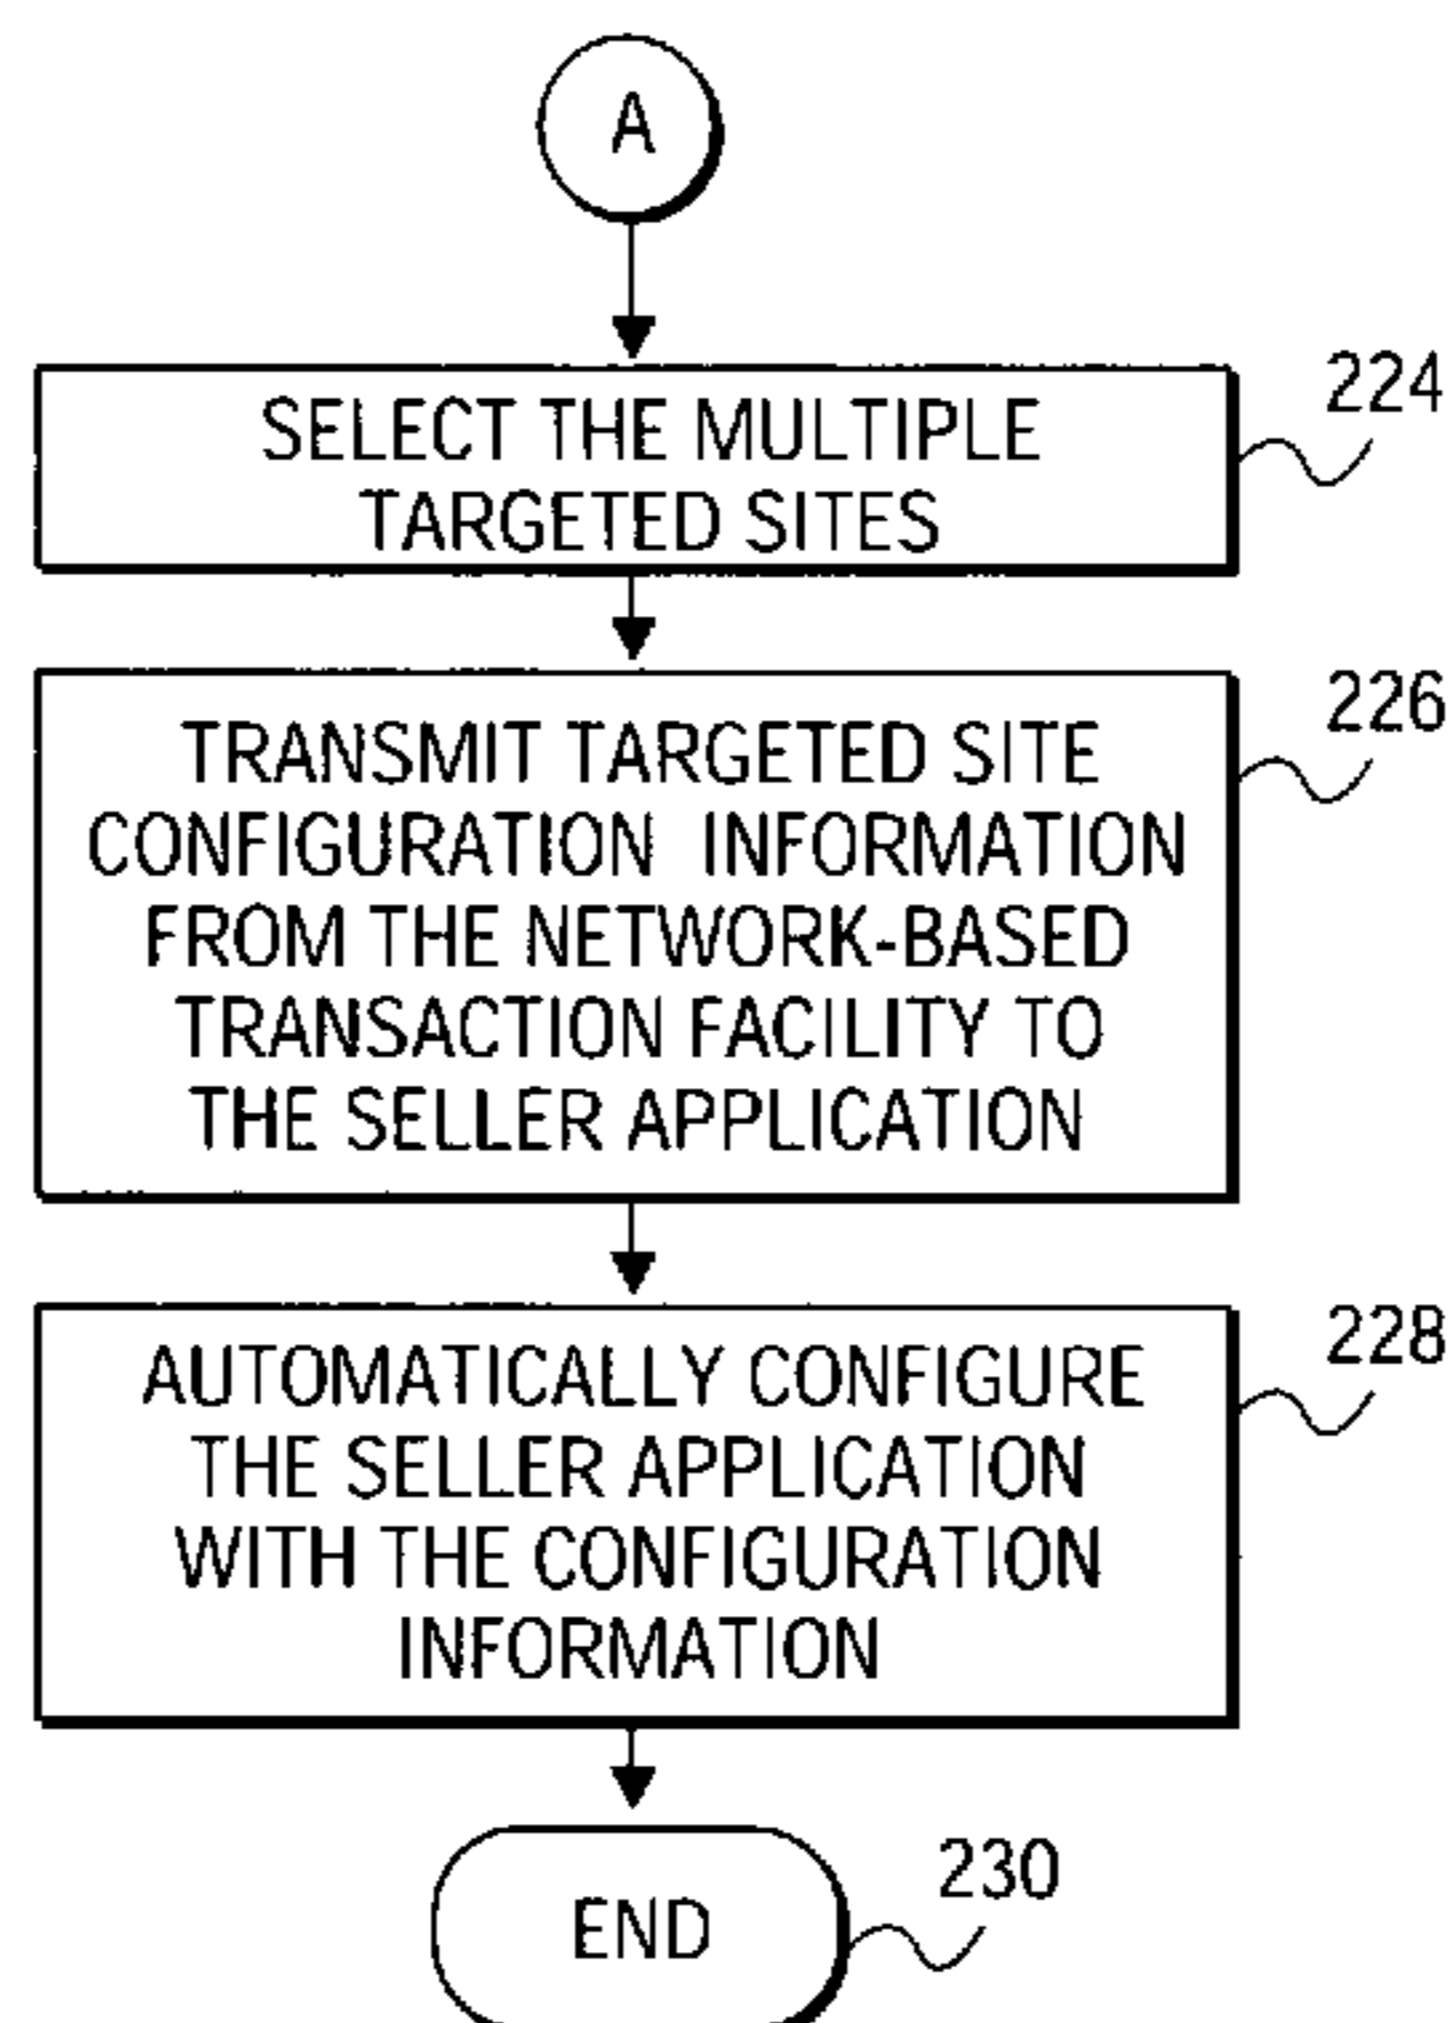 A
224
SELECT THE MULTIPLE
TARGETED SITES
226
TRANSMIT TARGETED SITE
CONFIGURATION INFORMATION
FROM THE NETWORK-BASED
TRANSACTION FACILITY TO
THE SELLER APPLICATION
228
AUTOMATICALLY CONFIGURE
THE SELLER APPLICATION
WITH THE CONFIGURATION
INFORMATION
230
END